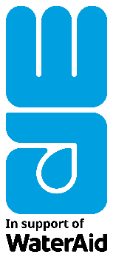 In support of
WaterAid